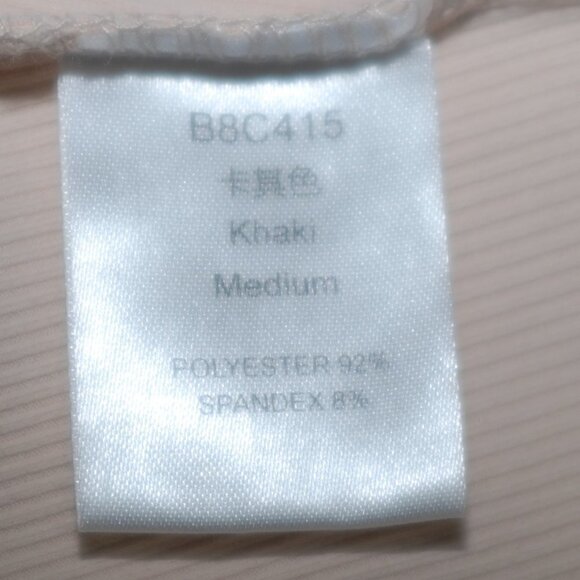 B8C415
卡其色
Khaki
Medium
POLYESTER 92%
SPANDEX 8%